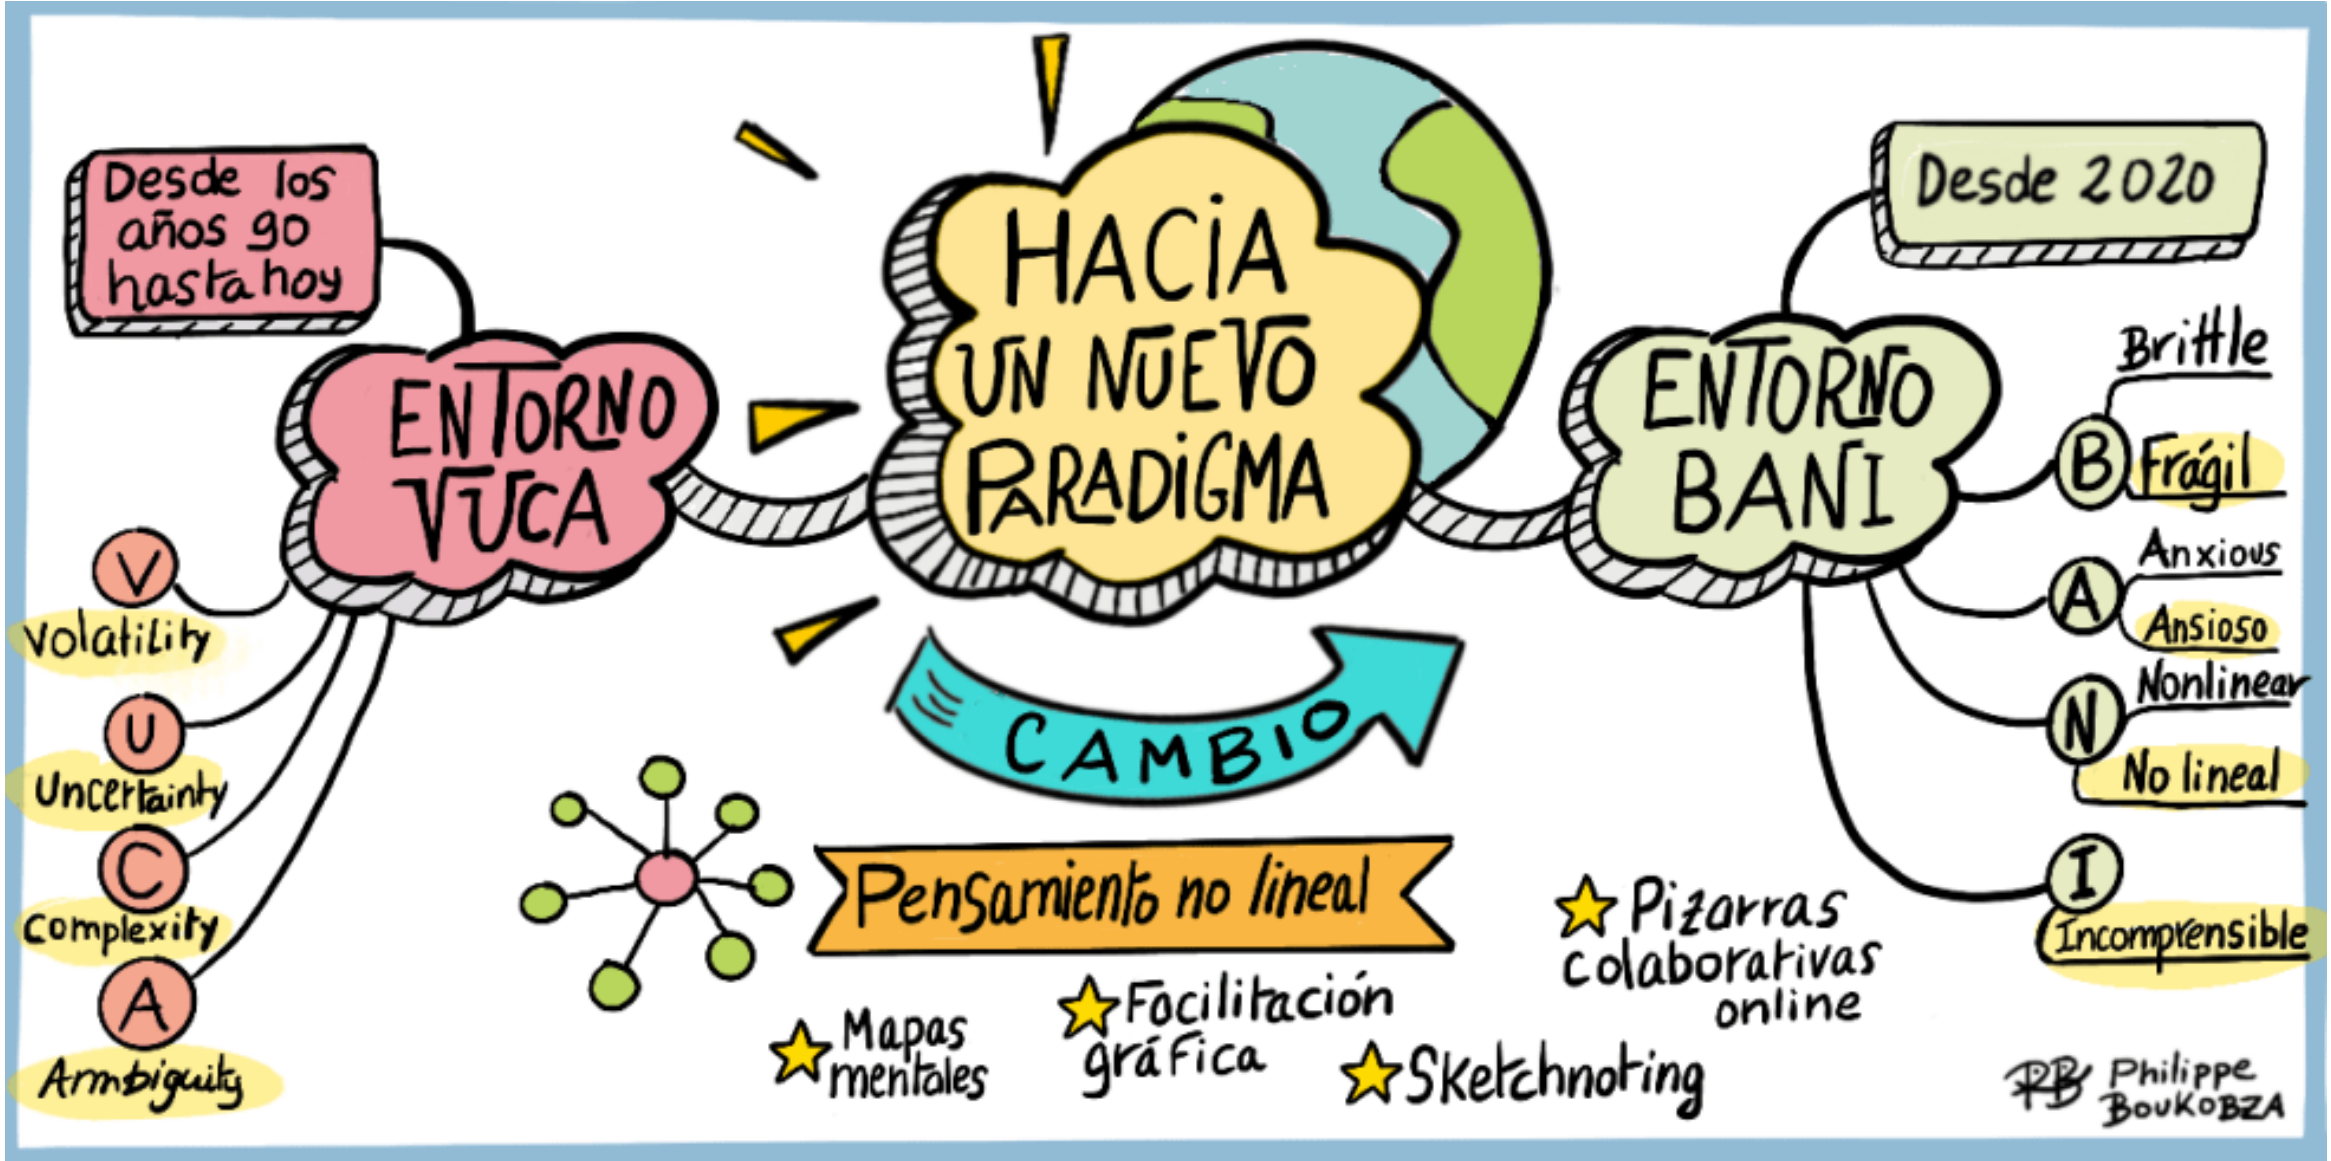 Desde los
años 90
hasta hoy
ENTORNO
VUCA
V
Volatility
U
Uncertainty
C
Complexity
A
Ambiguity
HACIA
UN NUEVO
PARADIGMA
CAMBIO
Pensamiento no lineal
Mapas
mentales
Facilitación
gráfica
Sketchnoting
Pizarras
colaborativas
online
Desde 2020
ENTORNO
BANI
Brittle
B
Frágil
Anxious
A
Ansioso
Nonlinear
N
No lineal
I
Incomprensible
PB Philippe
BOUKOBZA